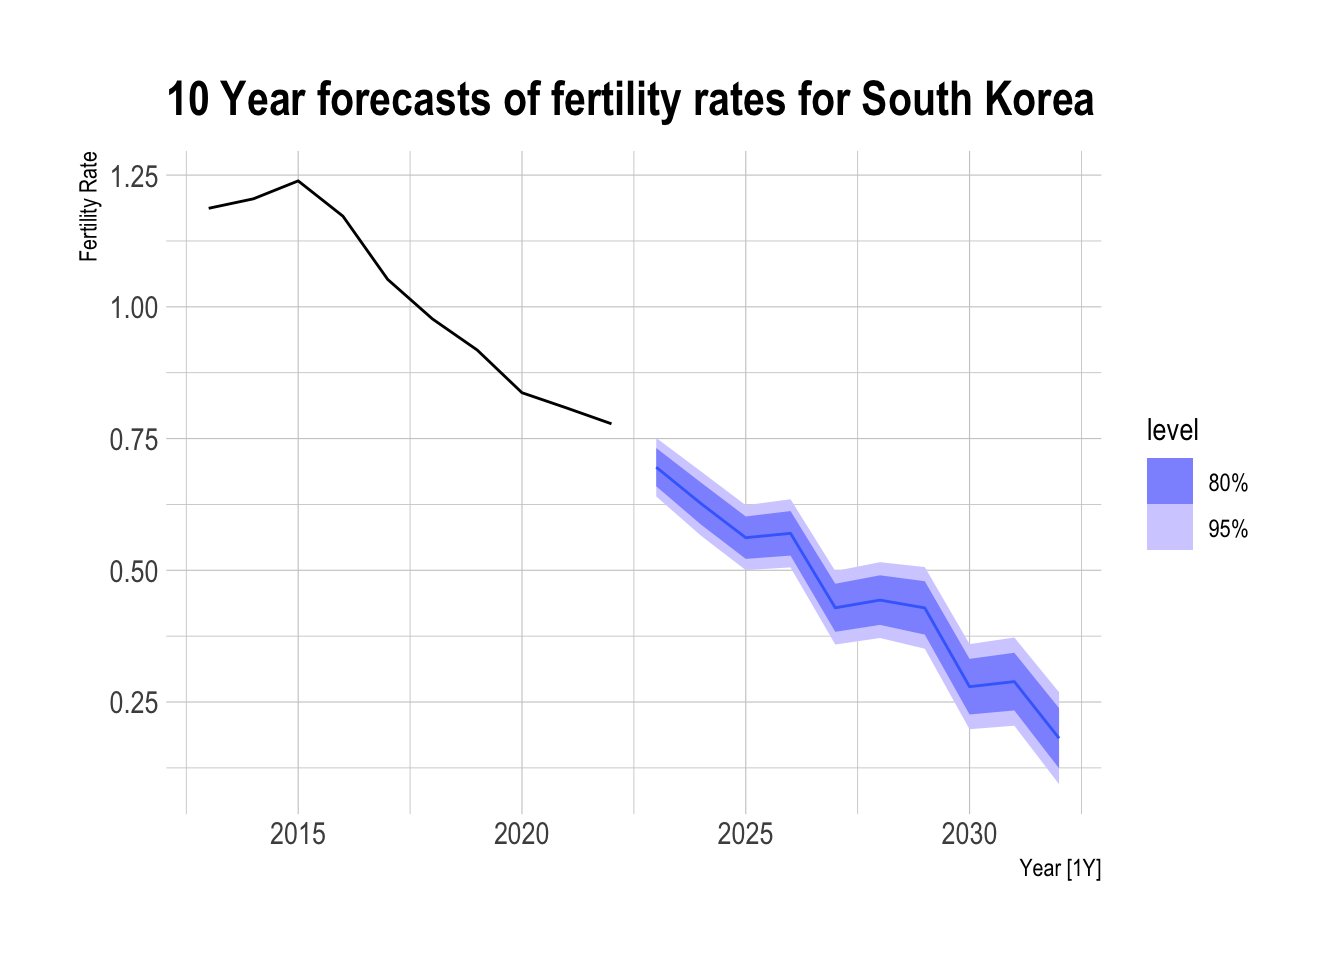 10 Year forecasts of fertility rates for South Korea
Fertility Rate
1.25
1.00
0.75
0.50
0.25
2015 2020 2025 2030
Year [1Y]
level
80%
95%